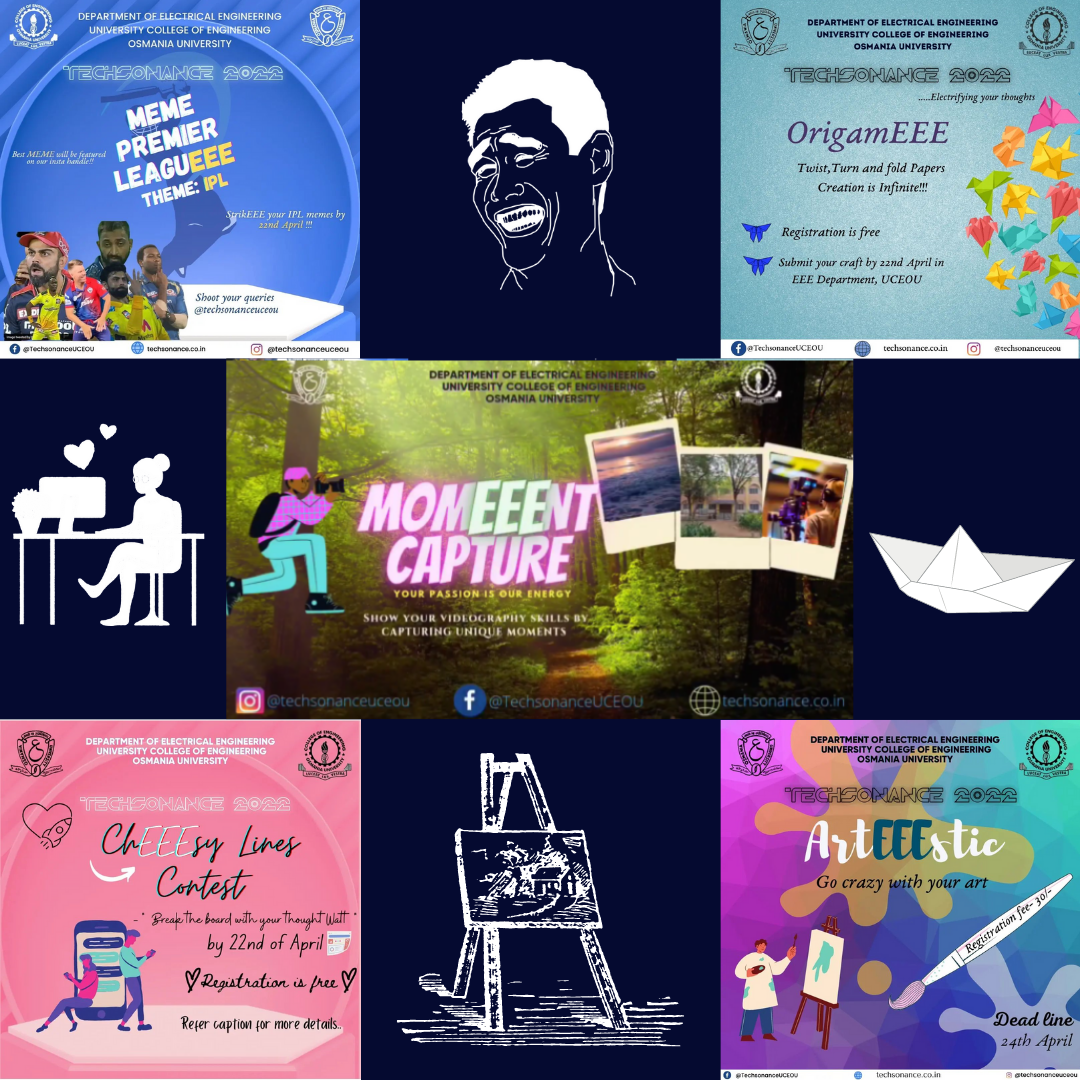 DEPARTMENT OF ELECTRICAL ENGINEERING
UNIVERSITY COLLEGE OF ENGINEERING
OSMANIA UNIVERSITY
TECHSONANCE 2022
MEME
PREMIER
LEAGUEEE
THEME: IPL
Best MEME will be featured
on our insta handle!!
StrikEEE your IPL memes by
22nd April !!!
Shoot your queries
@techsonanceuceou
@TechsonanceUCEOU
techsonance.co.in
@techsonanceuceou
DEPARTMENT OF ELECTRICAL ENGINEERING
UNIVERSITY COLLEGE OF ENGINEERING
OSMANIA UNIVERSITY
TECHSONANCE 2022
.....Electrifying your thoughts
OrigamEEE
Twist,Turn and fold Papers
Creation is Infinite!!!
Registration is free
Submit your craft by 22nd April in
EEE Department, UCEOU
@TechsonanceUCEOU
techsonance.co.in
@techsonanceuceou
DEPARTMENT OF ELECTRICAL ENGINEERING
UNIVERSITY COLLEGE OF ENGINEERING
OSMANIA UNIVERSITY
MOMEEENT
CAPTURE
YOUR PASSION IS OUR ENERGY
SHOW YOUR VIDEOGRAPHY SKILLS BY
CAPTURING UNIQUE MOMENTS
@techsonanceuceou
@TechsonanceUCEOU
techsonance.co.in
DEPARTMENT OF ELECTRICAL ENGINEERING
UNIVERSITY COLLEGE OF ENGINEERING
OSMANIA UNIVERSITY
TECHSONANCE 2022
ChEEEsy Lines
Contest
-" Break the board with your thought Watt "
by 22nd of April
Registration is free
Refer caption for more details..
DEPARTMENT OF ELECTRICAL ENGINEERING
UNIVERSITY COLLEGE OF ENGINEERING
OSMANIA UNIVERSITY
TECHSONANCE 2022
ArtEEEstic
Go crazy with your art
Registration fee- 30/-
Dead line
24th April
@TechsonanceUCEOU
techsonance.co.in
@techsonanceuceou